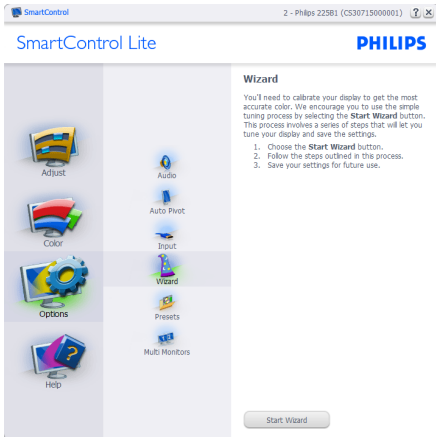 SmartControl
2 - Philips 225B1 (CS30715000001)
SmartControl Lite
PHILIPS
Adjust
Color
Options
Help
Audio
Auto Pivot
Input
Wizard
Presets
Multi Monitors
Wizard
You'll need to calibrate your display to get the most
accurate color. We encourage you to use the simple
tuning process by selecting the Start Wizard button.
This process involves a series of steps that will let you
tune your display and save the settings.
1. Choose the Start Wizard button.
2. Follow the steps outlined in this process.
3. Save your settings for future use.
Start Wizard